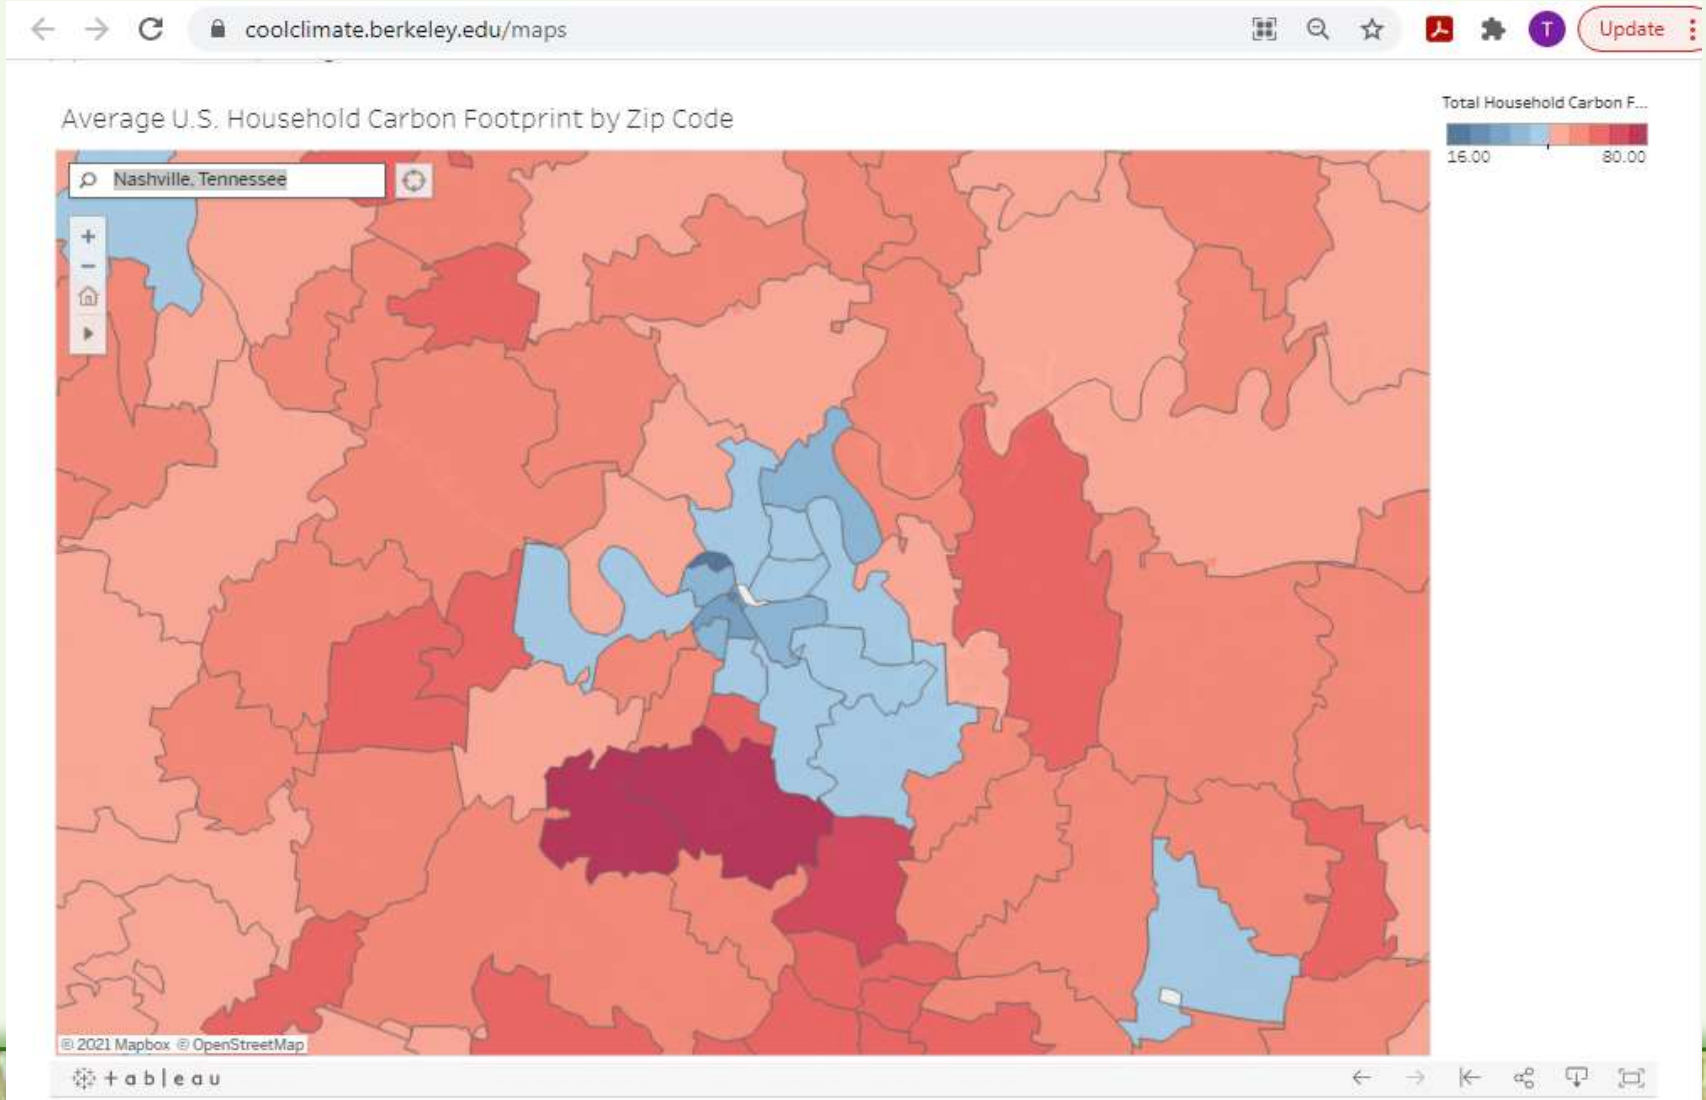 coolclimate.berkeley.edu/maps
T
Update
Average U.S. Household Carbon Footprint by Zip Code
Total Household Carbon F...
16.00 80.00
Nashville, Tennessee
© 2021 Mapbox © OpenStreetMap
+ableau